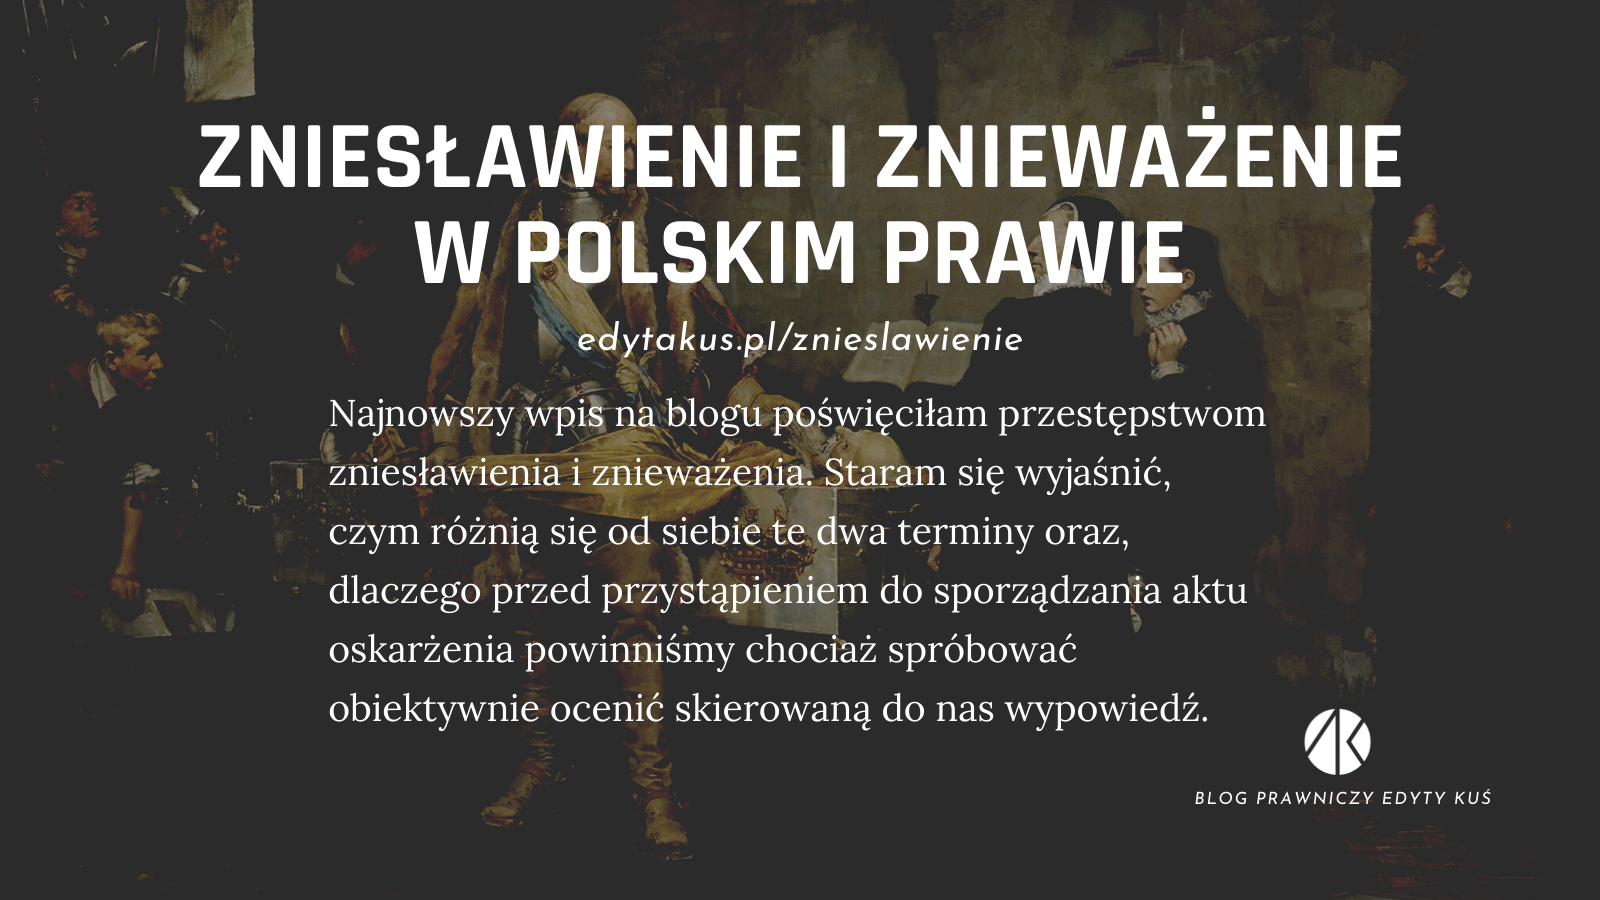 ZNIESŁAWIENIE I ZNIEWAŻENIE
W POLSKIM PRAWIE
edytakus.pl/znieslawienie
Najnowszy wpis na blogu poświęciłam przestępstwom
zniesławienia i znieważenia. Staram się wyjaśnić,
czym różnią się od siebie te dwa terminy oraz,
dlaczego przed przystąpieniem do sporządzania aktu
oskarżenia powinniśmy chociaż spróbować
obiektywnie ocenić skierowaną do nas wypowiedź.
BLOG PRAWNICZY EDYTY KUŚ